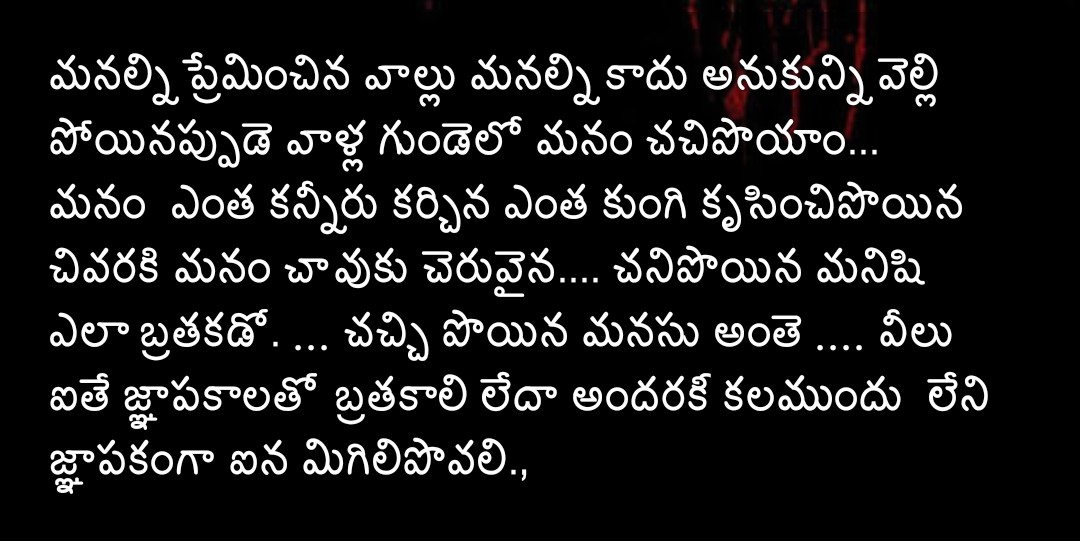 మనల్ని ప్రేమించిన వాల్లు మనల్ని కాదు అనుకున్ని వెల్లి
పోయినప్పుడె వాళ్ల గుండెలో మనం చచిపొయాం...
మనం ఎంత కన్నీరు కర్చిన ఎంత కుంగి కృసించిపొయిన
చివరకి మనం చావుకు చెరువైన.... చనిపొయిన మనిషి
ఎలా బ్రతకడో. ... చచ్చి పొయిన మనసు అంతె .... వీలు
ఐతే జ్ఞాపకాలతో బ్రతకాలి లేదా అందరకీ కలముందు లేని
జ్ఞాపకంగా ఐన మిగిలిపొవలి.,